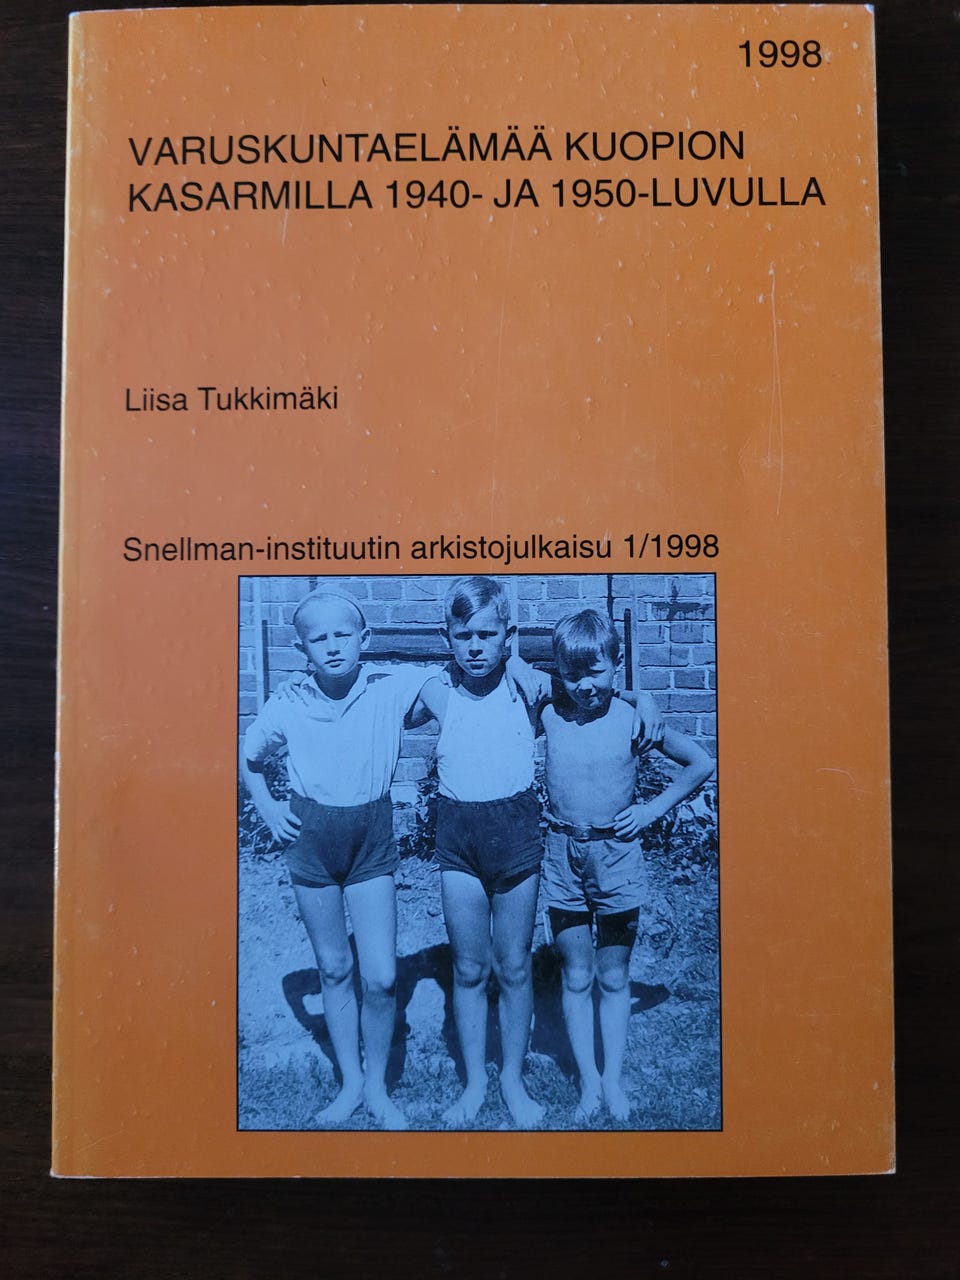 1998
VARUSKUNTAELÄMÄÄ KUOPION
KASARMILLA 1940- JA 1950-LUVULLA
Liisa Tukkimäki
Snellman-instituutin arkistojulkaisu 1/1998